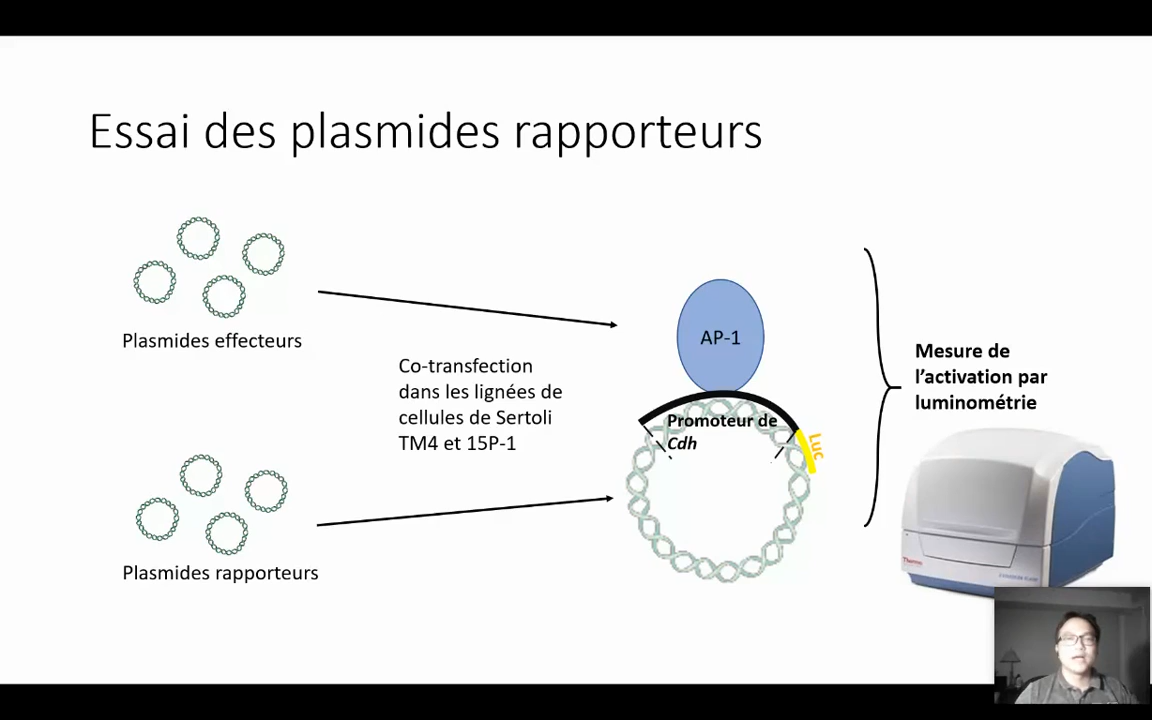 Essai des plasmides rapporteurs
Plasmides effecteurs
Co-transfection
dans les lignées de
cellules de Sertoli
TM4 et 15P-1
Plasmides rapporteurs
AP-1
Promoteur de
Cdh
Luc
Mesure de
l’activation par
luminométrie
Thermo